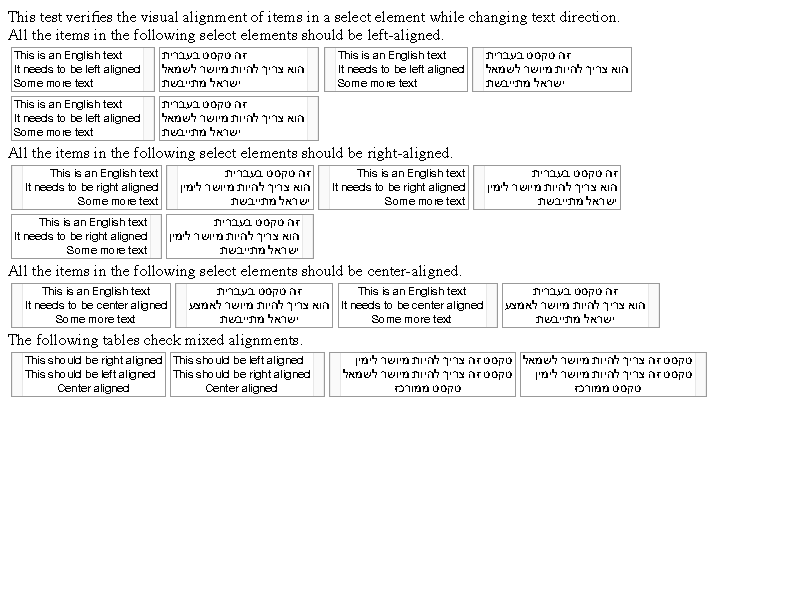 This test verifies the visual alignment of items in a select element while changing text direction.
All the items in the following select elements should be left-aligned.
This is an English text
It needs to be left aligned
Some more text
זה טקסט בעברית
הוא צריך להיות מיושר לשמאל
ישראל מתייבשת
This is an English text
It needs to be left aligned
Some more text
זה טקסט בעברית
הוא צריך להיות מיושר לשמאל
ישראל מתייבשת
This is an English text
It needs to be left aligned
Some more text
זה טקסט בעברית
הוא צריך להיות מיושר לשמאל
ישראל מתייבשת
All the items in the following select elements should be right-aligned.
This is an English text
It needs to be right aligned
Some more text
זה טקסט בעברית
הוא צריך להיות מיושר לימין
ישראל מתייבשת
This is an English text
It needs to be right aligned
Some more text
זה טקסט בעברית
הוא צריך להיות מיושר לימין
ישראל מתייבשת
This is an English text
It needs to be right aligned
Some more text
זה טקסט בעברית
הוא צריך להיות מיושר לימין
ישראל מתייבשת
All the items in the following select elements should be center-aligned.
This is an English text
It needs to be center aligned
Some more text
זה טקסט בעברית
הוא צריך להיות מיושר לאמצע
ישראל מתייבשת
This is an English text
It needs to be center aligned
Some more text
זה טקסט בעברית
הוא צריך להיות מיושר לאמצע
ישראל מתייבשת
The following tables check mixed alignments.
This should be right aligned
This should be left aligned
Center aligned
This should be left aligned
This should be right aligned
Center aligned
טקסט זה צריך להיות מיושר לימין
טקסט זה צריך להיות מיושר לשמאל
טקסט ממורכז
טקסט זה צריך להיות מיושר לשמאל
טקסט זה צריך להיות מיושר לימין
טקסט ממורכז